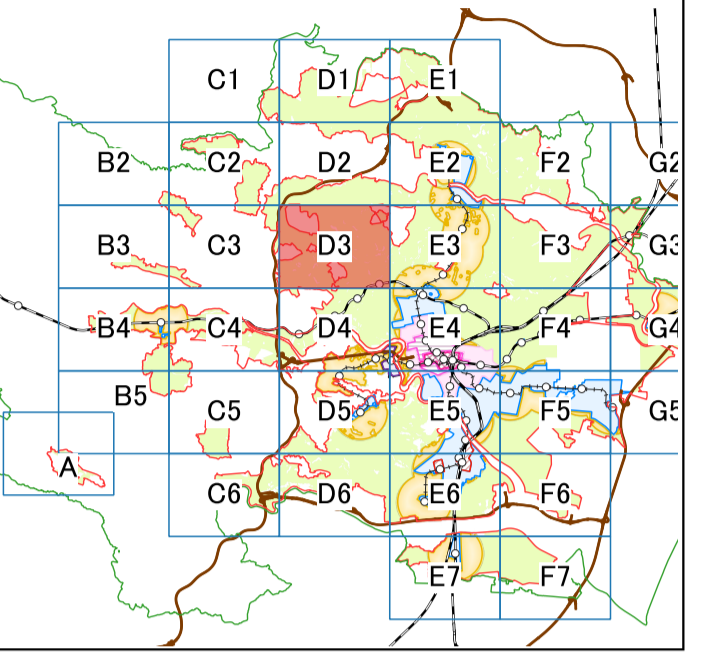 C1 D1 E1
B2 C2 D2 E2 F2 G2
B3 C3 D3 E3 F3 G3
B4 C4 D4 E4 F4 G4
B5 C5 D5 E5 F5 G5
A C6 D6 E6 F6
E7 F7